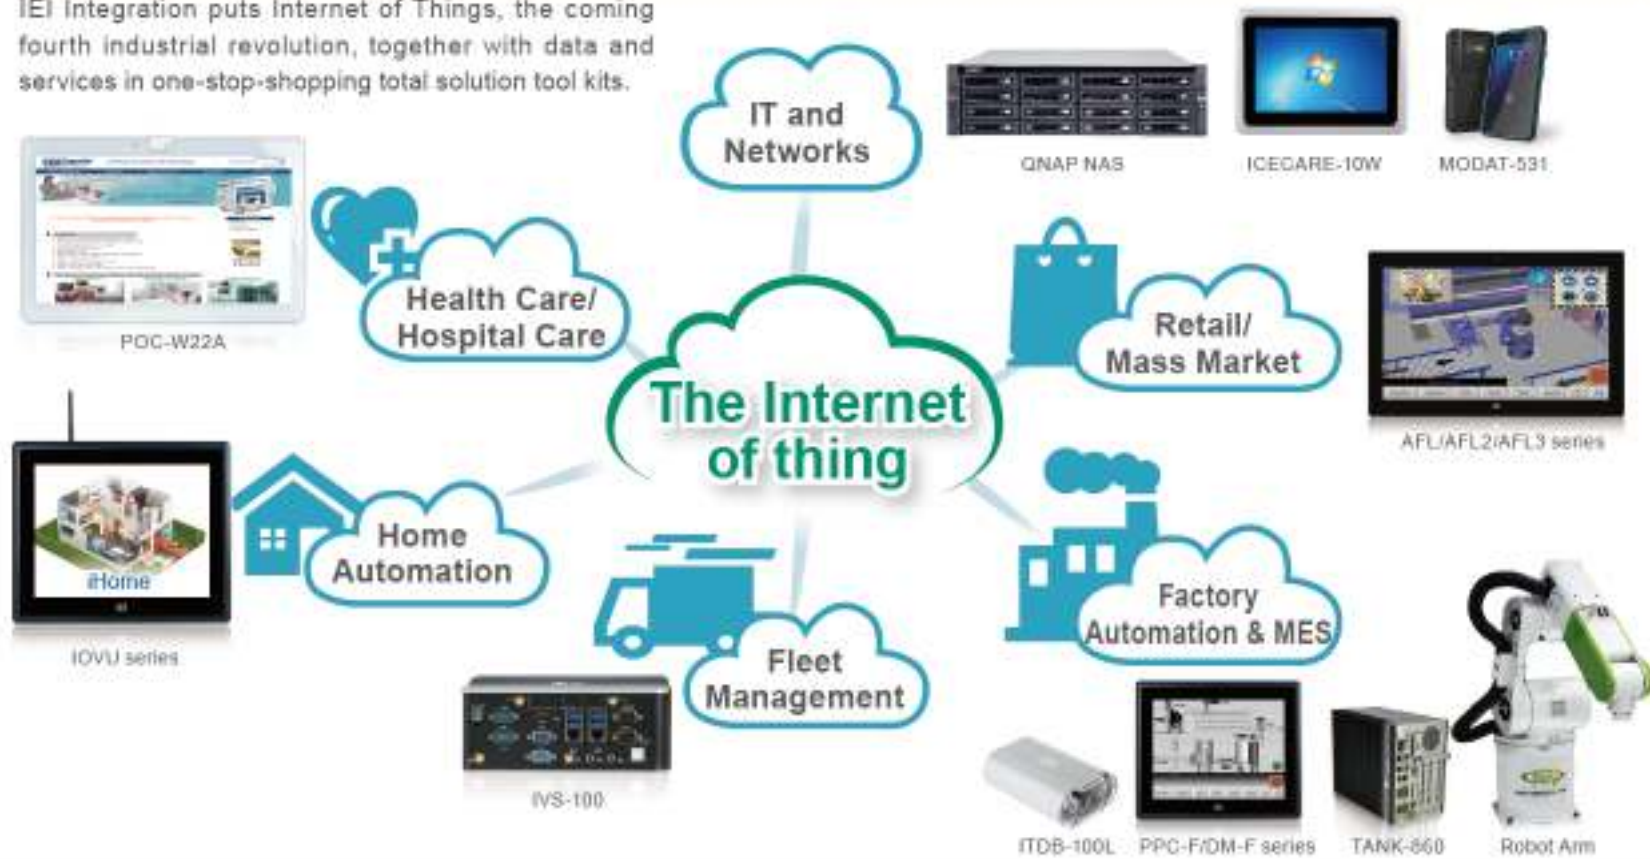 IEI Integration puts Internet of Things, the coming
fourth industrial revolution, together with data and
services in one-stop-shopping total solution tool kits.
IT and
Networks
QNAP NAS
ICECARE-10W
MODAT-531
POC-W22A
Health Care/
Hospital Care
Retail/
Mass Market
AFL/AFL2/AFL3 series
The Internet
of thing
iHome
IOVU series
Home
Automation
Fleet
Management
IVS-100
Factory
Automation & MES
ITDB-100L
PPC-F/DM-F series
TANK-860
Robot Arm